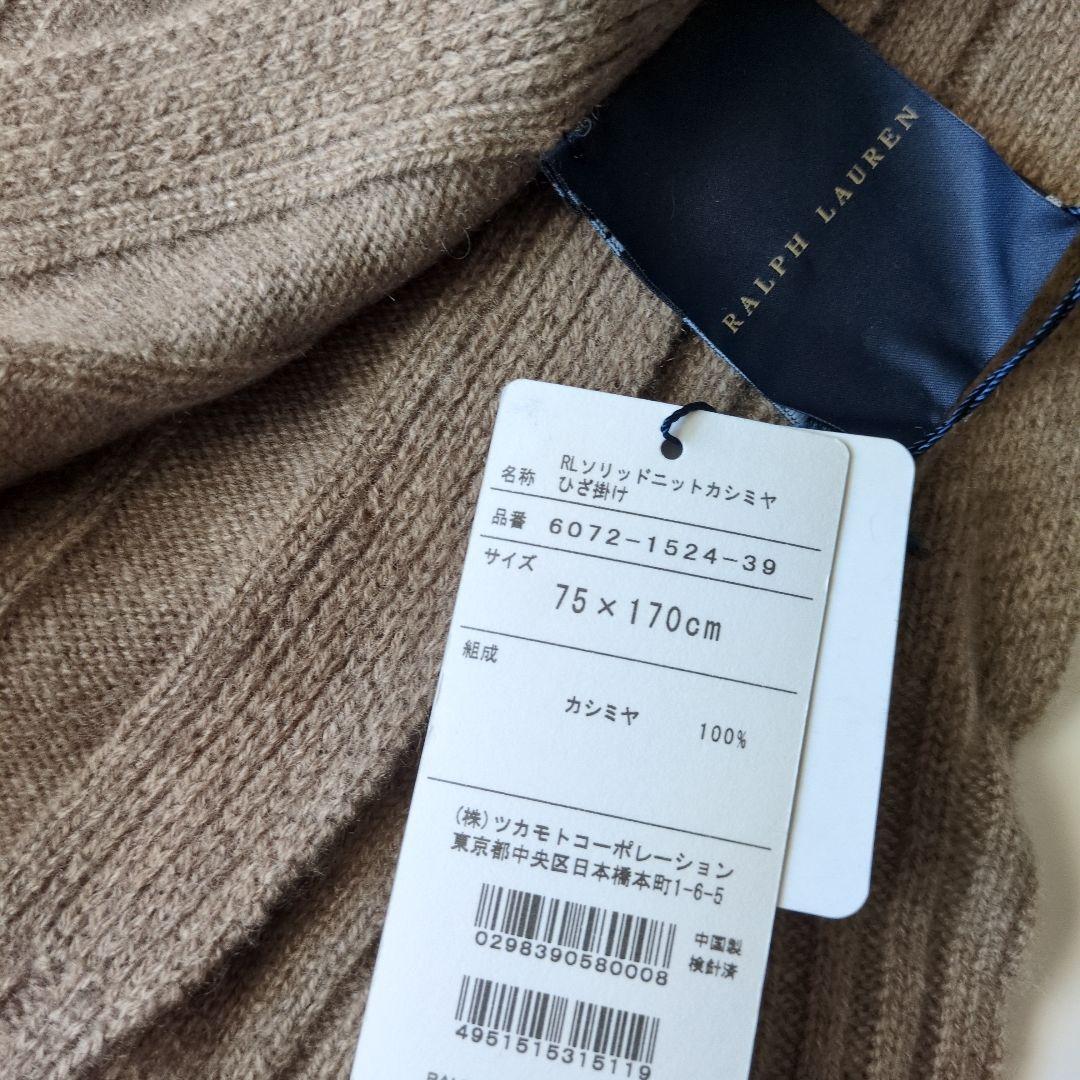 RALPH LAUREN
名称 RLソリッドニットカシミヤ
ひざ掛け
品番 6072-1524-39
サイズ
75×170cm
組成
カシミヤ 100%
(株)ツカモトコーポレーション
東京都中央区日本橋本町1-6-5
0298390580008
中国製
検針済
4951515315119